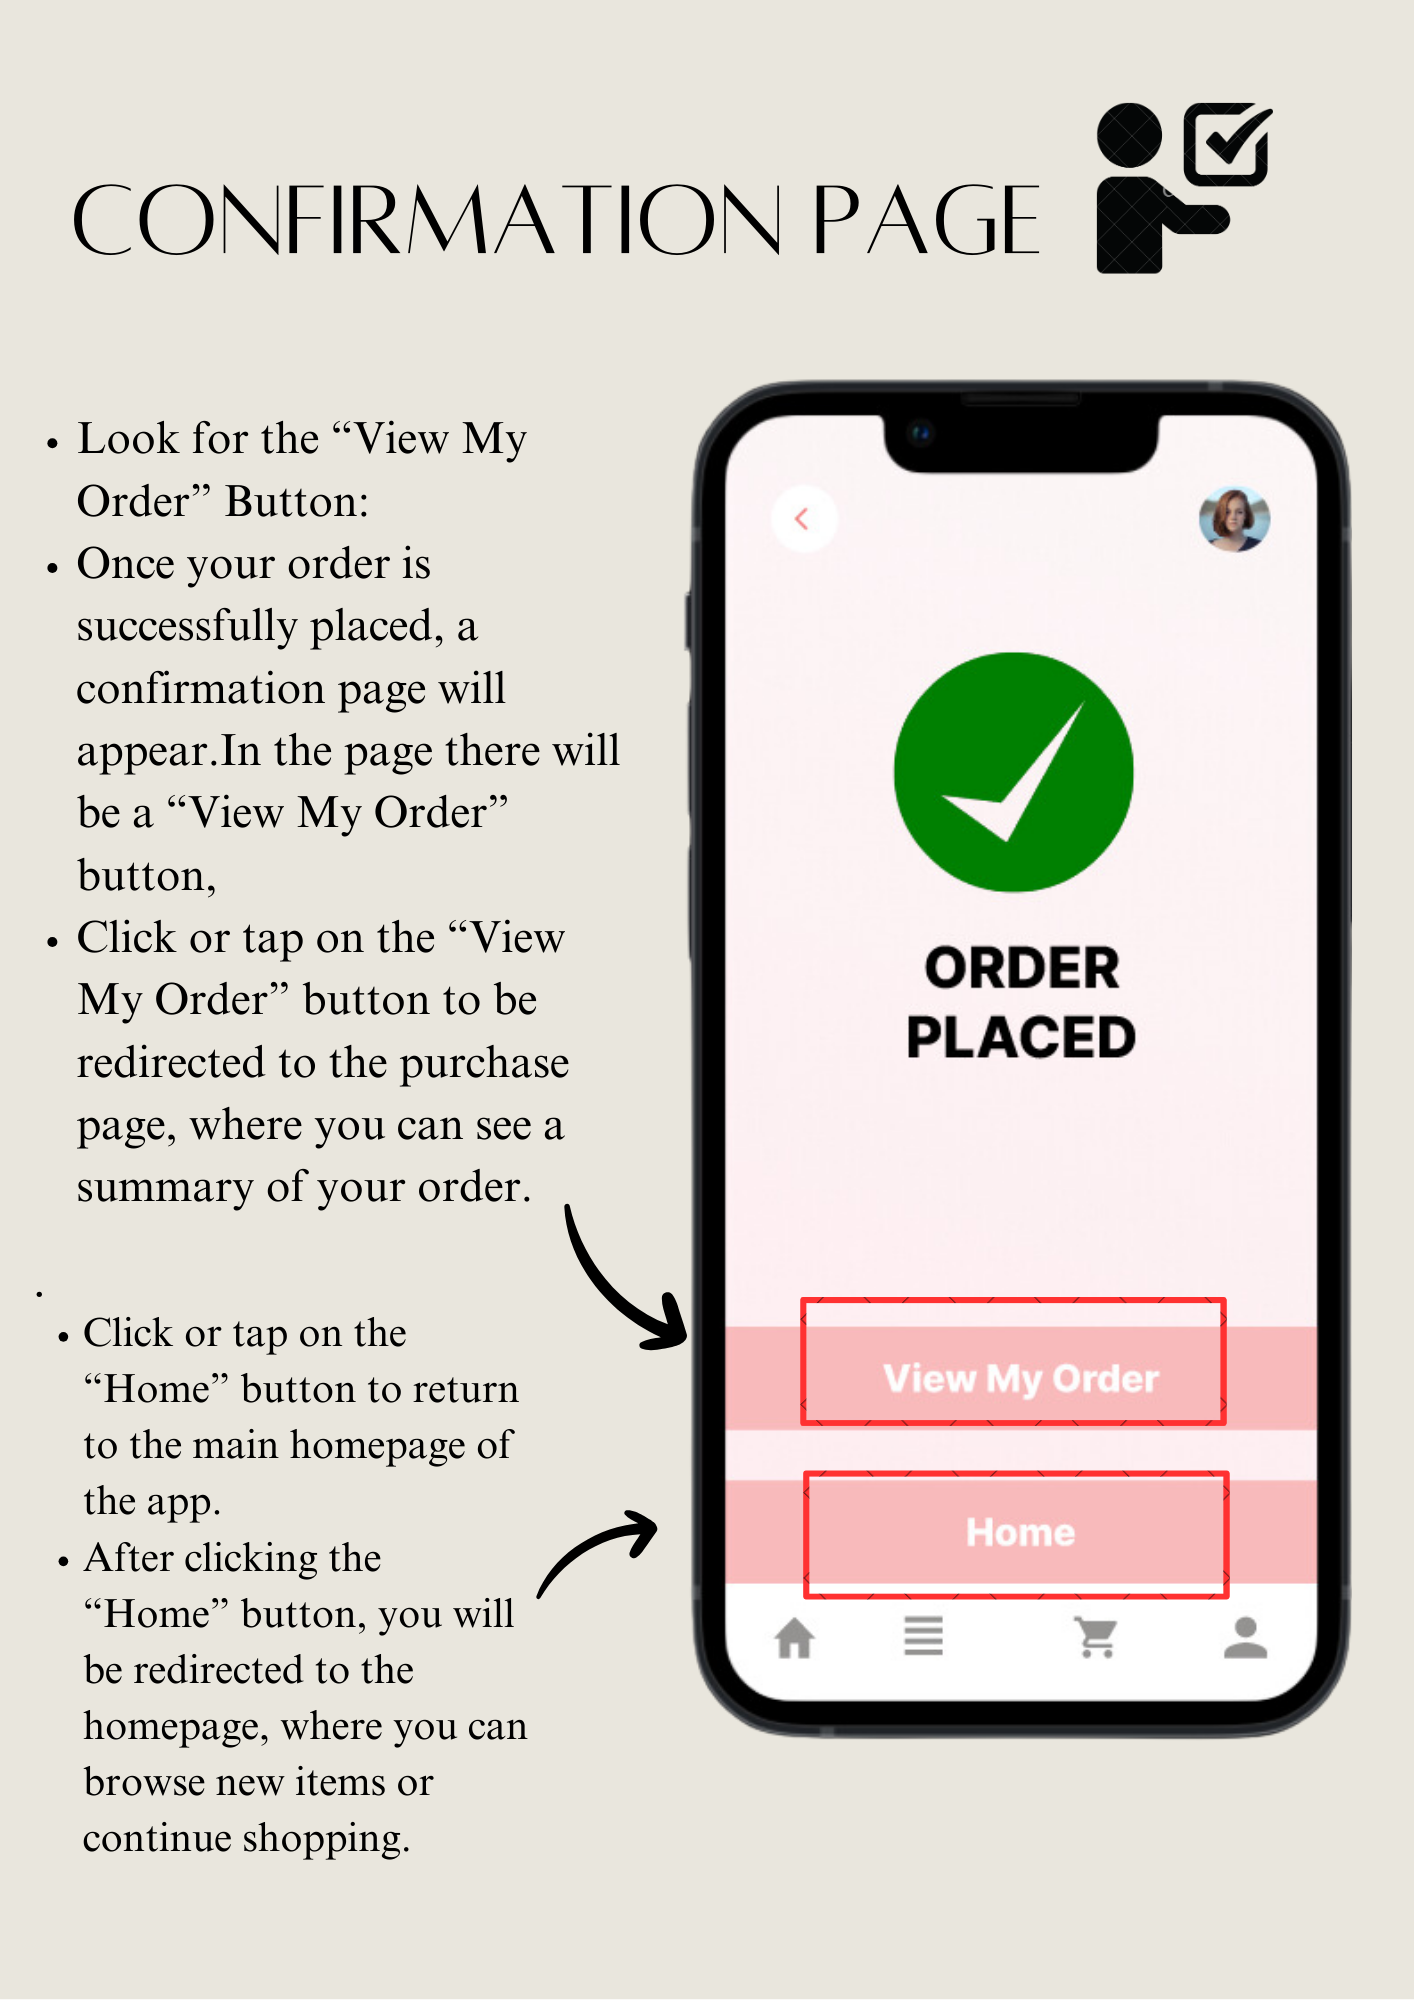 CONFIRMATION PAGE
• Look for the “View My
Order” Button:
• Once your order is
successfully placed, a
confirmation page will
appear.In the page there will
be a “View My Order”
button,
• Click or tap on the “View
My Order” button to be
redirected to the purchase
page, where you can see a
summary of your order.
.
• Click or tap on the
“Home” button to return
to the main homepage of
the app.
• After clicking the
“Home” button, you will
be redirected to the
homepage, where you can
browse new items or
continue shopping.
ORDER
PLACED
View My Order
Home